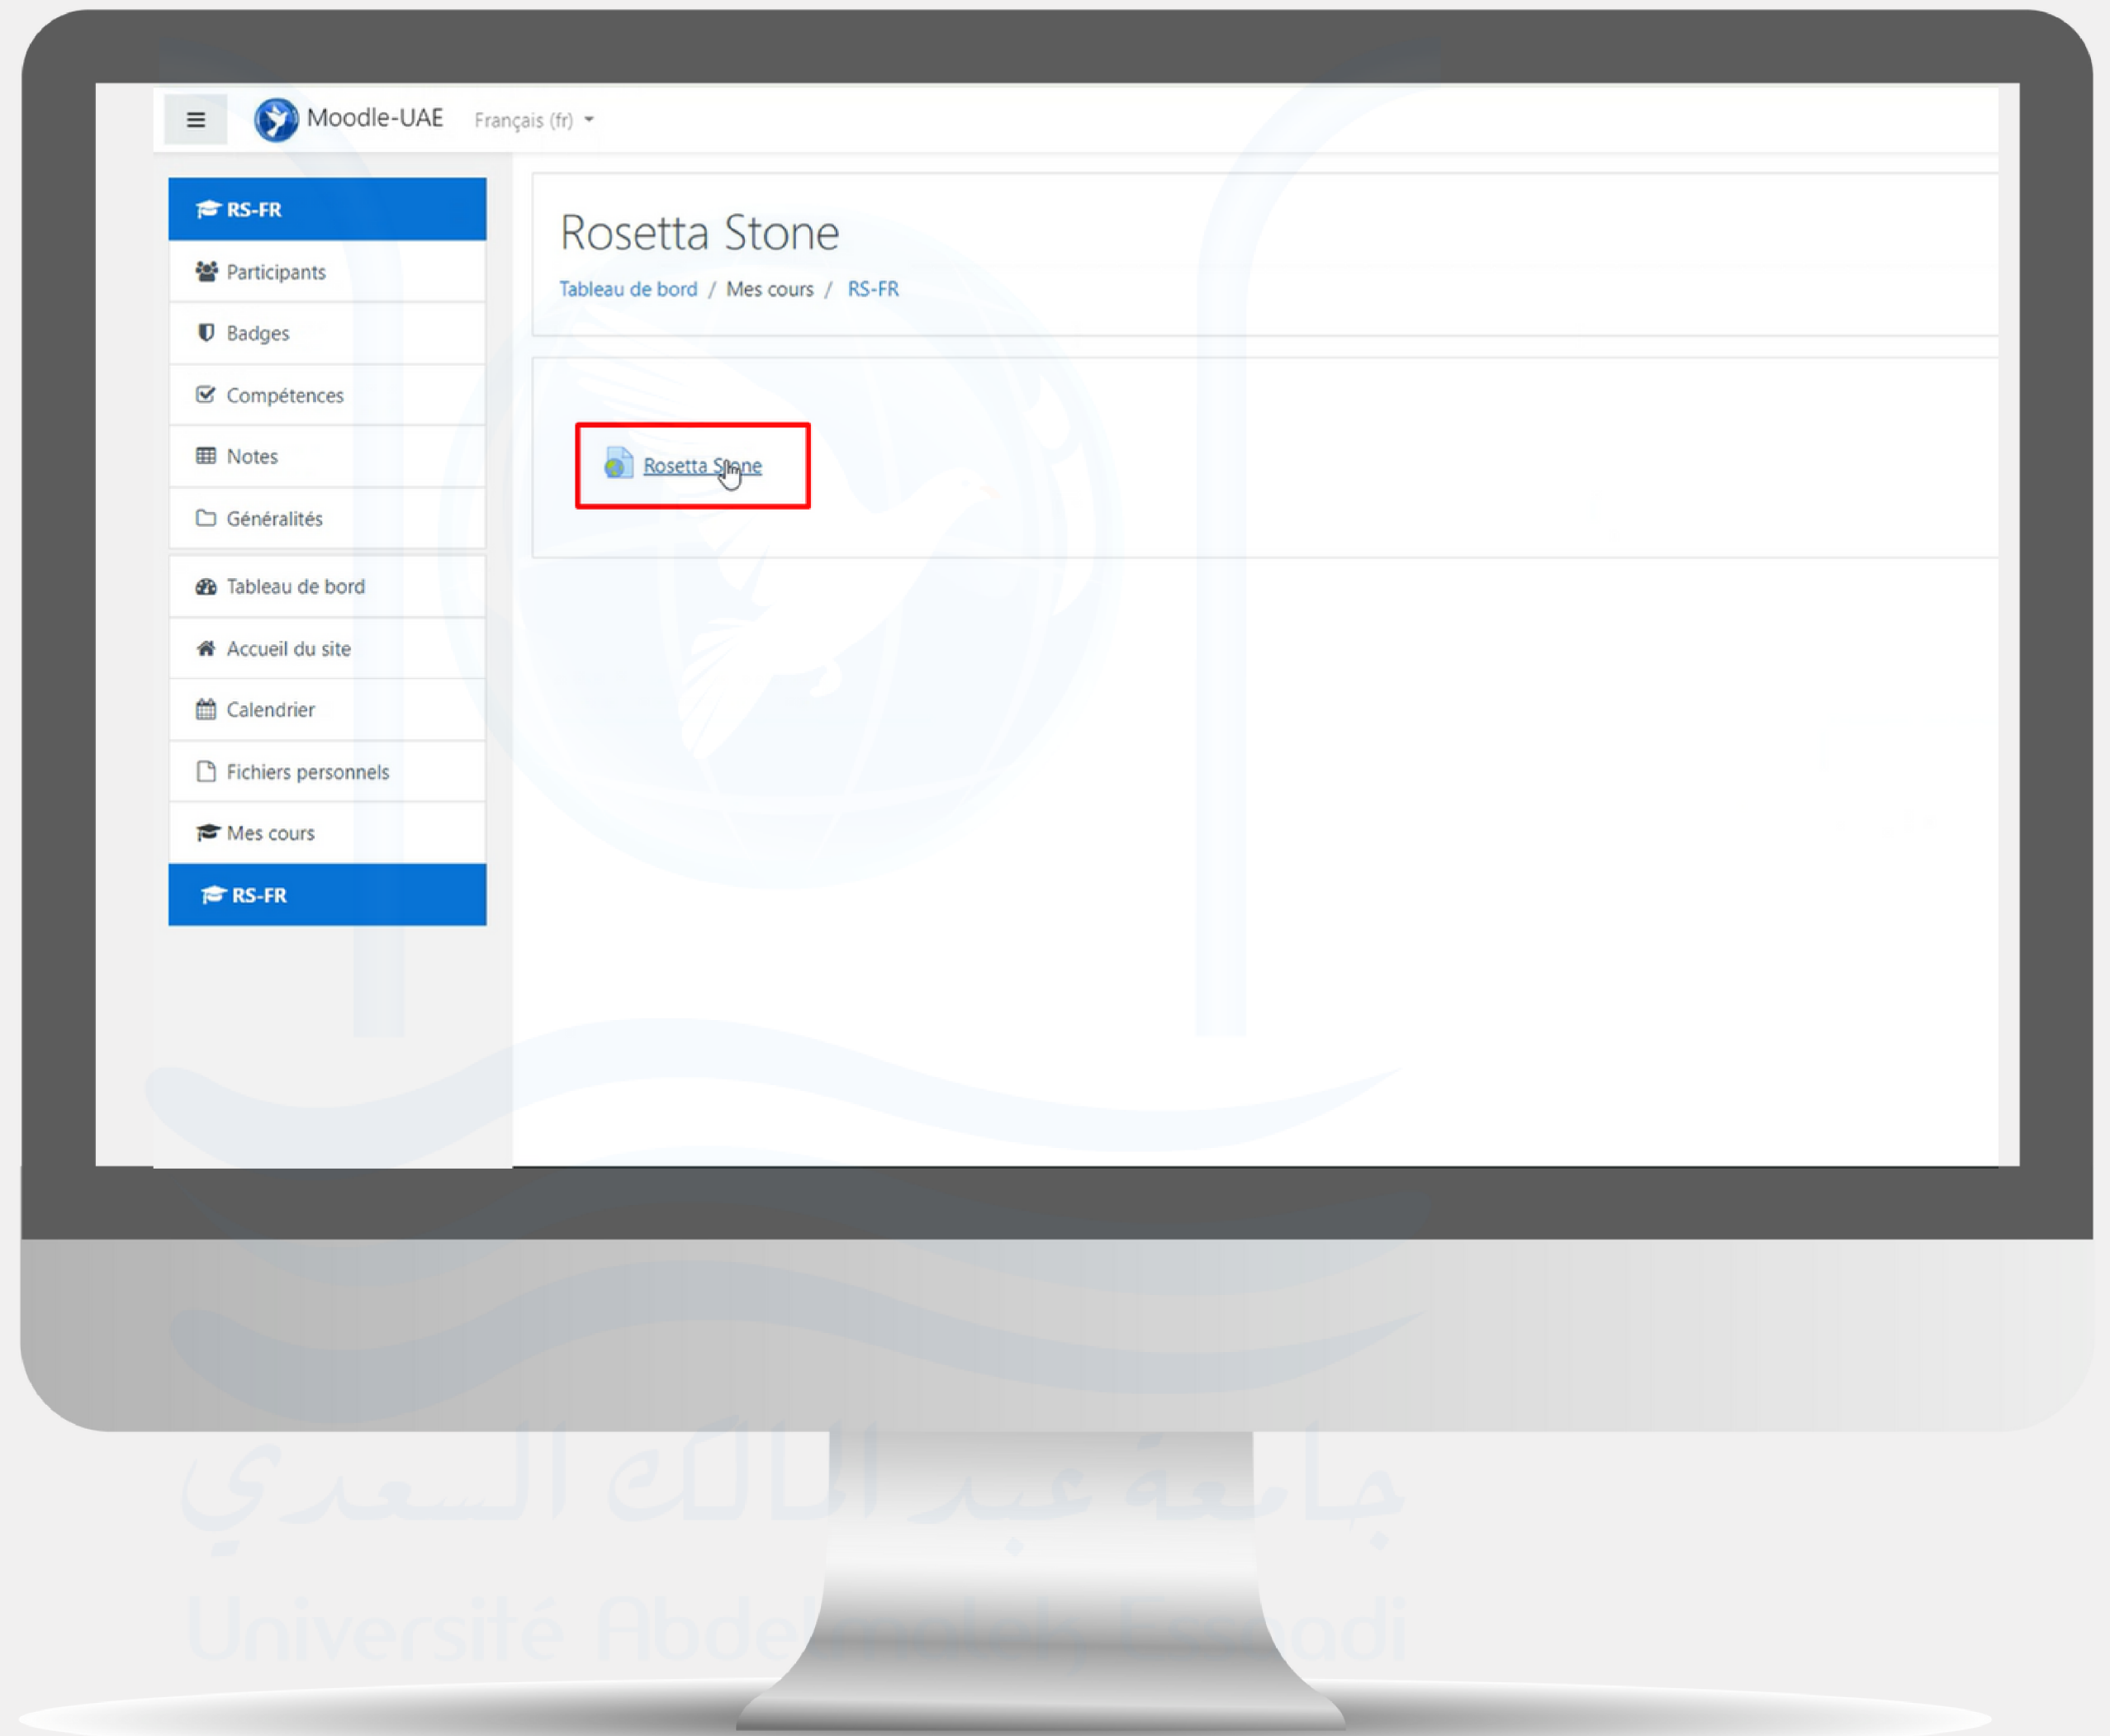 Moodle-UAE Français (fr)
RS-FR
Participants
Badges
Compétences
Notes
Généralités
Tableau de bord
Accueil du site
Calendrier
Fichiers personnels
Mes cours
RS-FR
Rosetta Stone
Tableau de bord / Mes cours / RS-FR
Rosetta Stone
جامعة عبد المالك السعدي
Université Abdelmalek Essaadi